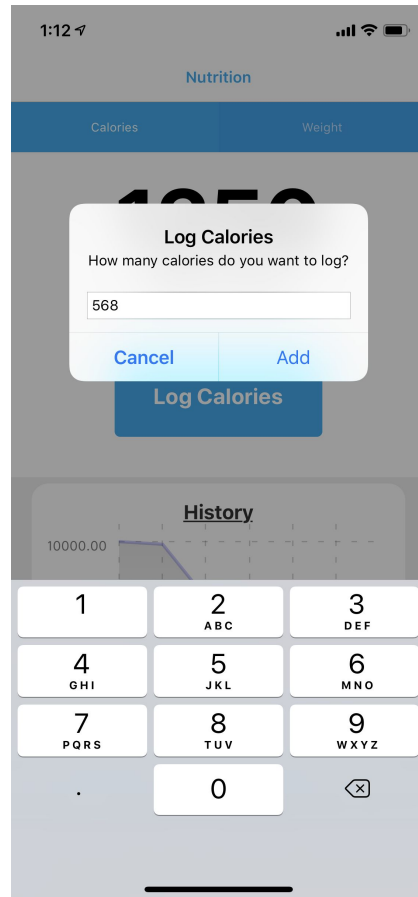 1:12
Nutrition
Calories
Weight
Log Calories
How many calories do you want to log?
568
Cancel
Add
Log Calories
History
10000.00
1
2
ABC
3
DEF
4
GHI
5
JKL
6
MNO
7
PQRS
8
TUV
9
WXYZ
.
0